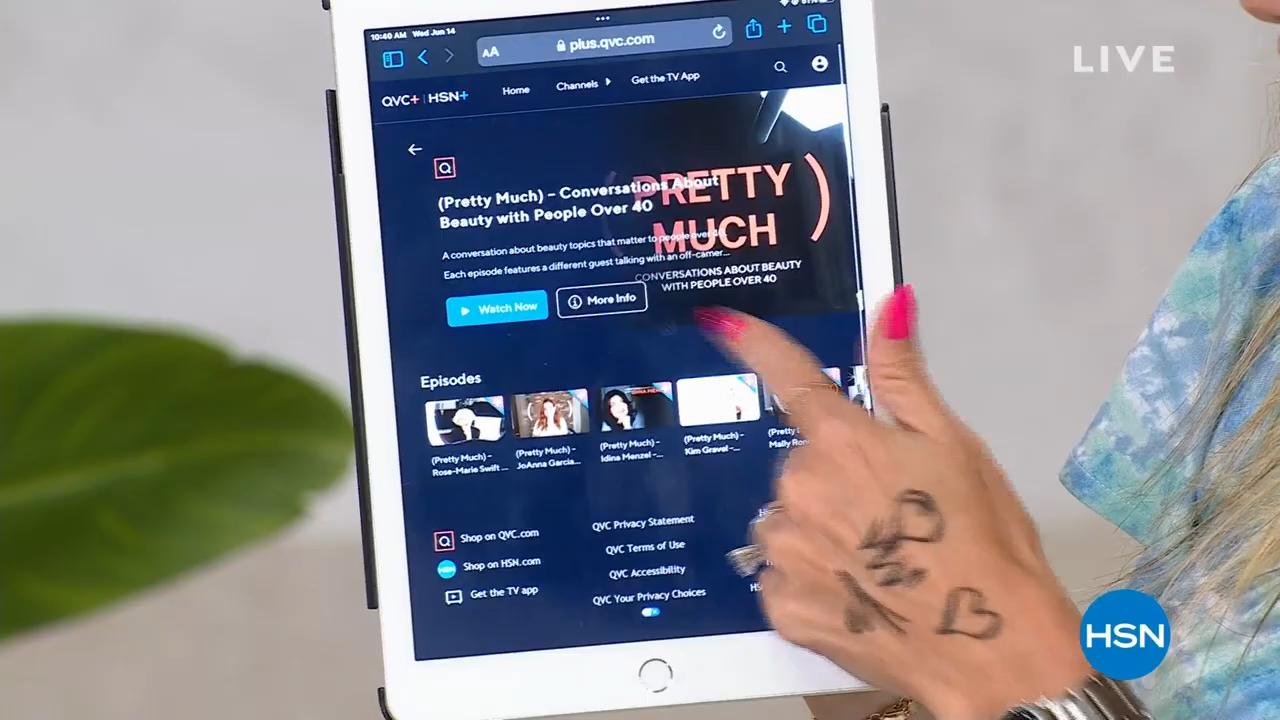 10:40 AM Wed Jun 14
AA plus.qvc.com
LIVE
QVC+ | HSN+ Home Channels Get the TV App
Q
(Pretty Much) – Conversations About
Beauty with People Over 40
A conversation about beauty topics that matter to people over 40.
Each episode features a different guest talking with an off-camer...
Watch Now More Info
PRETTY
MUCH
CONVERSATIONS ABOUT BEAUTY
WITH PEOPLE OVER 40
Episodes
(Pretty Much) –
Rose-Marie Swift ...
(Pretty Much) –
JoAnna Garcia...
(Pretty Much) –
Idina Menzel –...
(Pretty Much) –
Kim Gravel –...
Shop on QVC.com
HSN Shop on HSN.com
Get the TV app
QVC Privacy Statement
QVC Terms of Use
QVC Accessibility
QVC Your Privacy Choices
HSN